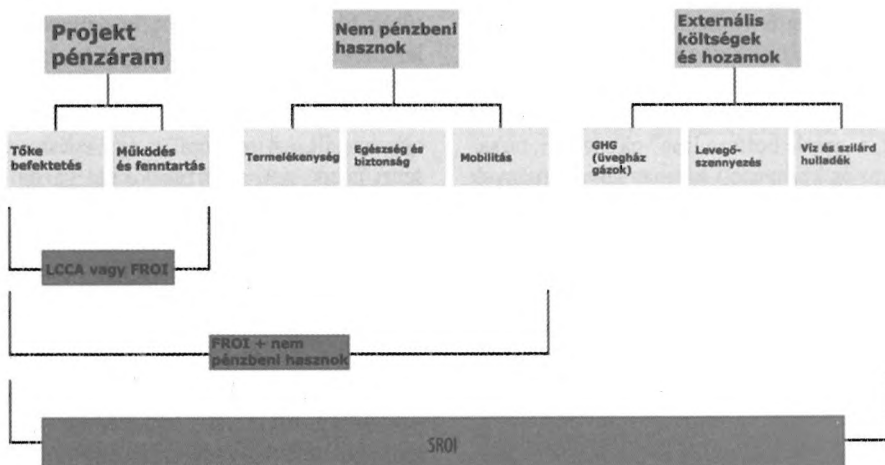 Projekt
pénzáram
Nem pénzbeni
hasznok
Externális
költségek
és hozamok
Tőke
befektetés
Működés
és fenntartás
Termelékenység
Egészség és
biztonság
Mobilitás
GHG
(üvegház
gázok)
Levegő-
szennyezés
Víz és szilárd
hulladék
LCCA vagy FROI
FROI + nem
pénzbeni hasznok
SROI